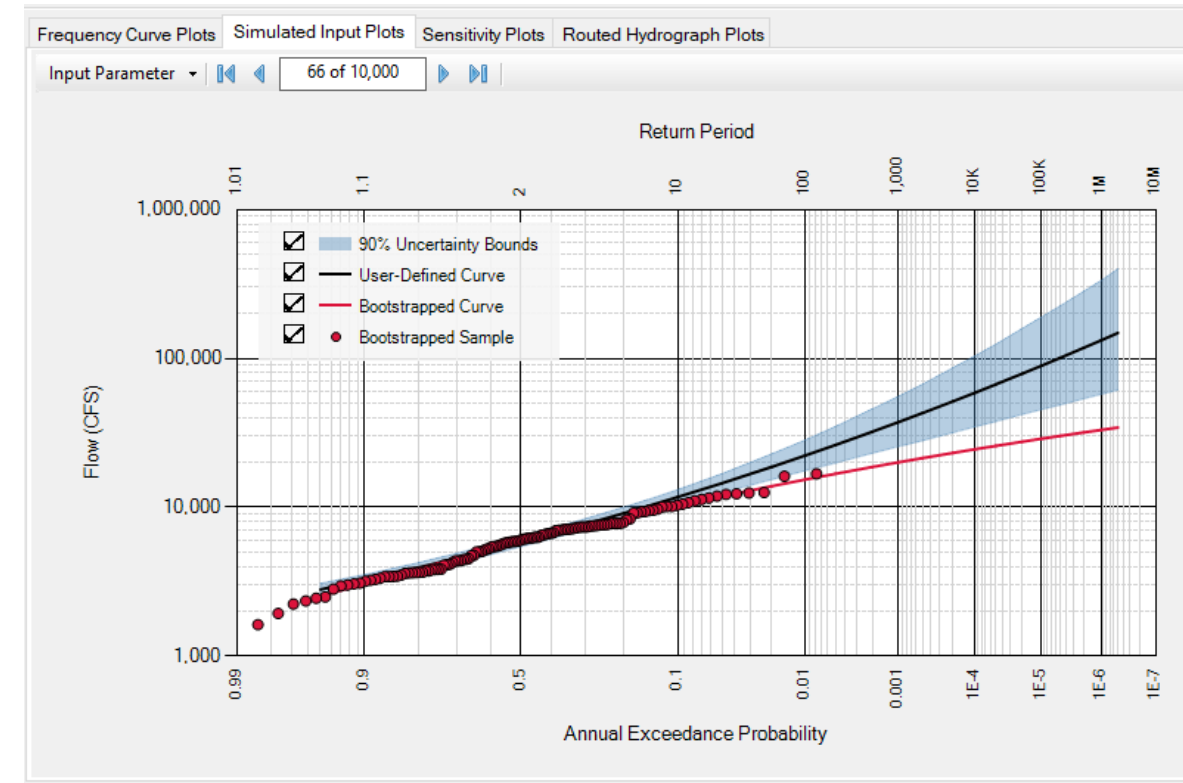 Frequency Curve Plots Simulated Input Plots Sensitivity Plots Routed Hydrograph Plots
Input Parameter 66 of 10,000
Return Period
1.01 1.1 2 10 100 1,000 10K 100K 1M 10M
1,000,000
90% Uncertainty Bounds
User-Defined Curve
Bootstrapped Curve
Bootstrapped Sample
100,000
Flow (CFS)
10,000
1,000
0.99 0.9 0.5 0.1 0.01 0.001 1E-4 1E-5 1E-6 1E-7
Annual Exceedance Probability